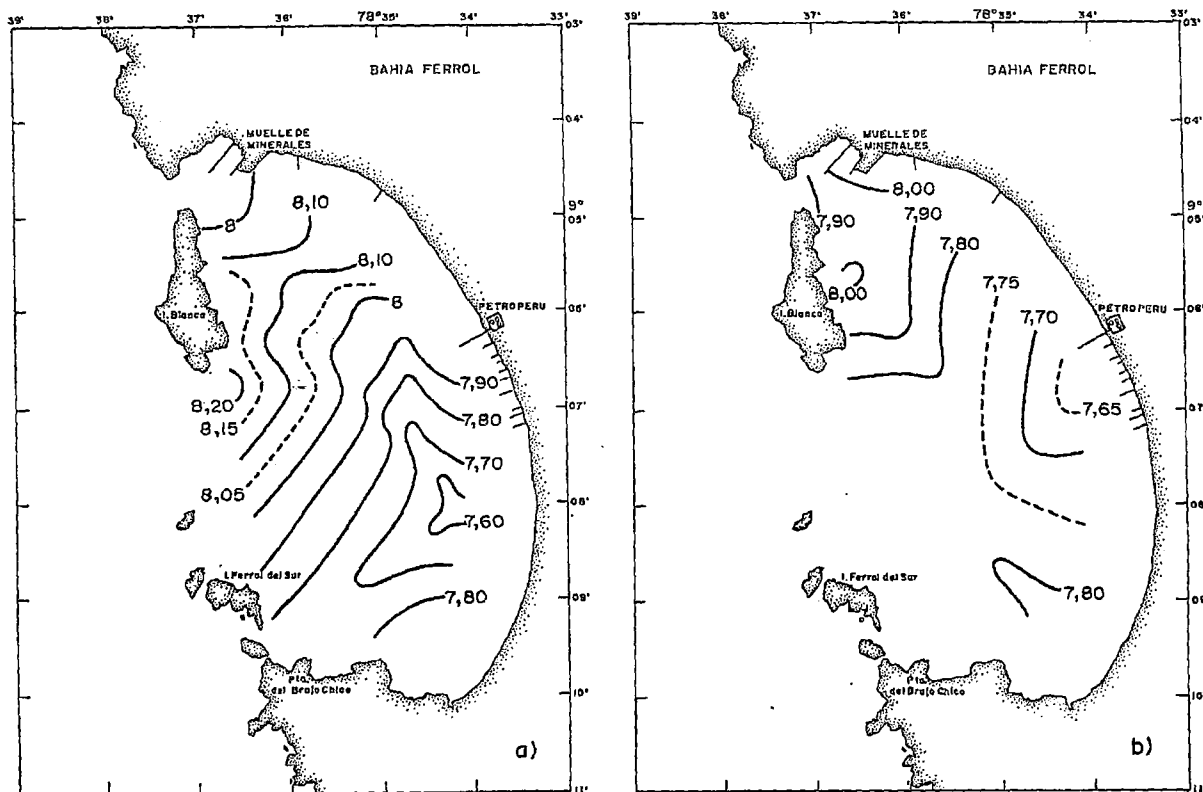 39' 38' 37' 36' 78°35' 34' 33'
03'
BAHIA FERROL
04'
MUELLE DE
MINERALES
9°
05'
8
8,10
8,10
8
06'
I. Blanca
PETROPERU
7,90
07'
8,20
7,80
8,15
7,70
8,05
08'
7,60
I. Ferrol del Sur
7,80
09'
Pta.
del Brujo Chico
10'
a)
11'
39' 38' 37' 36' 78°35' 34' 33'
03'
BAHIA FERROL
04'
MUELLE DE
MINERALES
8,00
9°
05'
7,90
7,90
7,80
7,75
8,00
06'
I. Blanca
PETROPERU
7,70
07'
7,65
08'
I. Ferrol del Sur
7,80
09'
Pta.
del Brujo Chico
10'
b)
11'